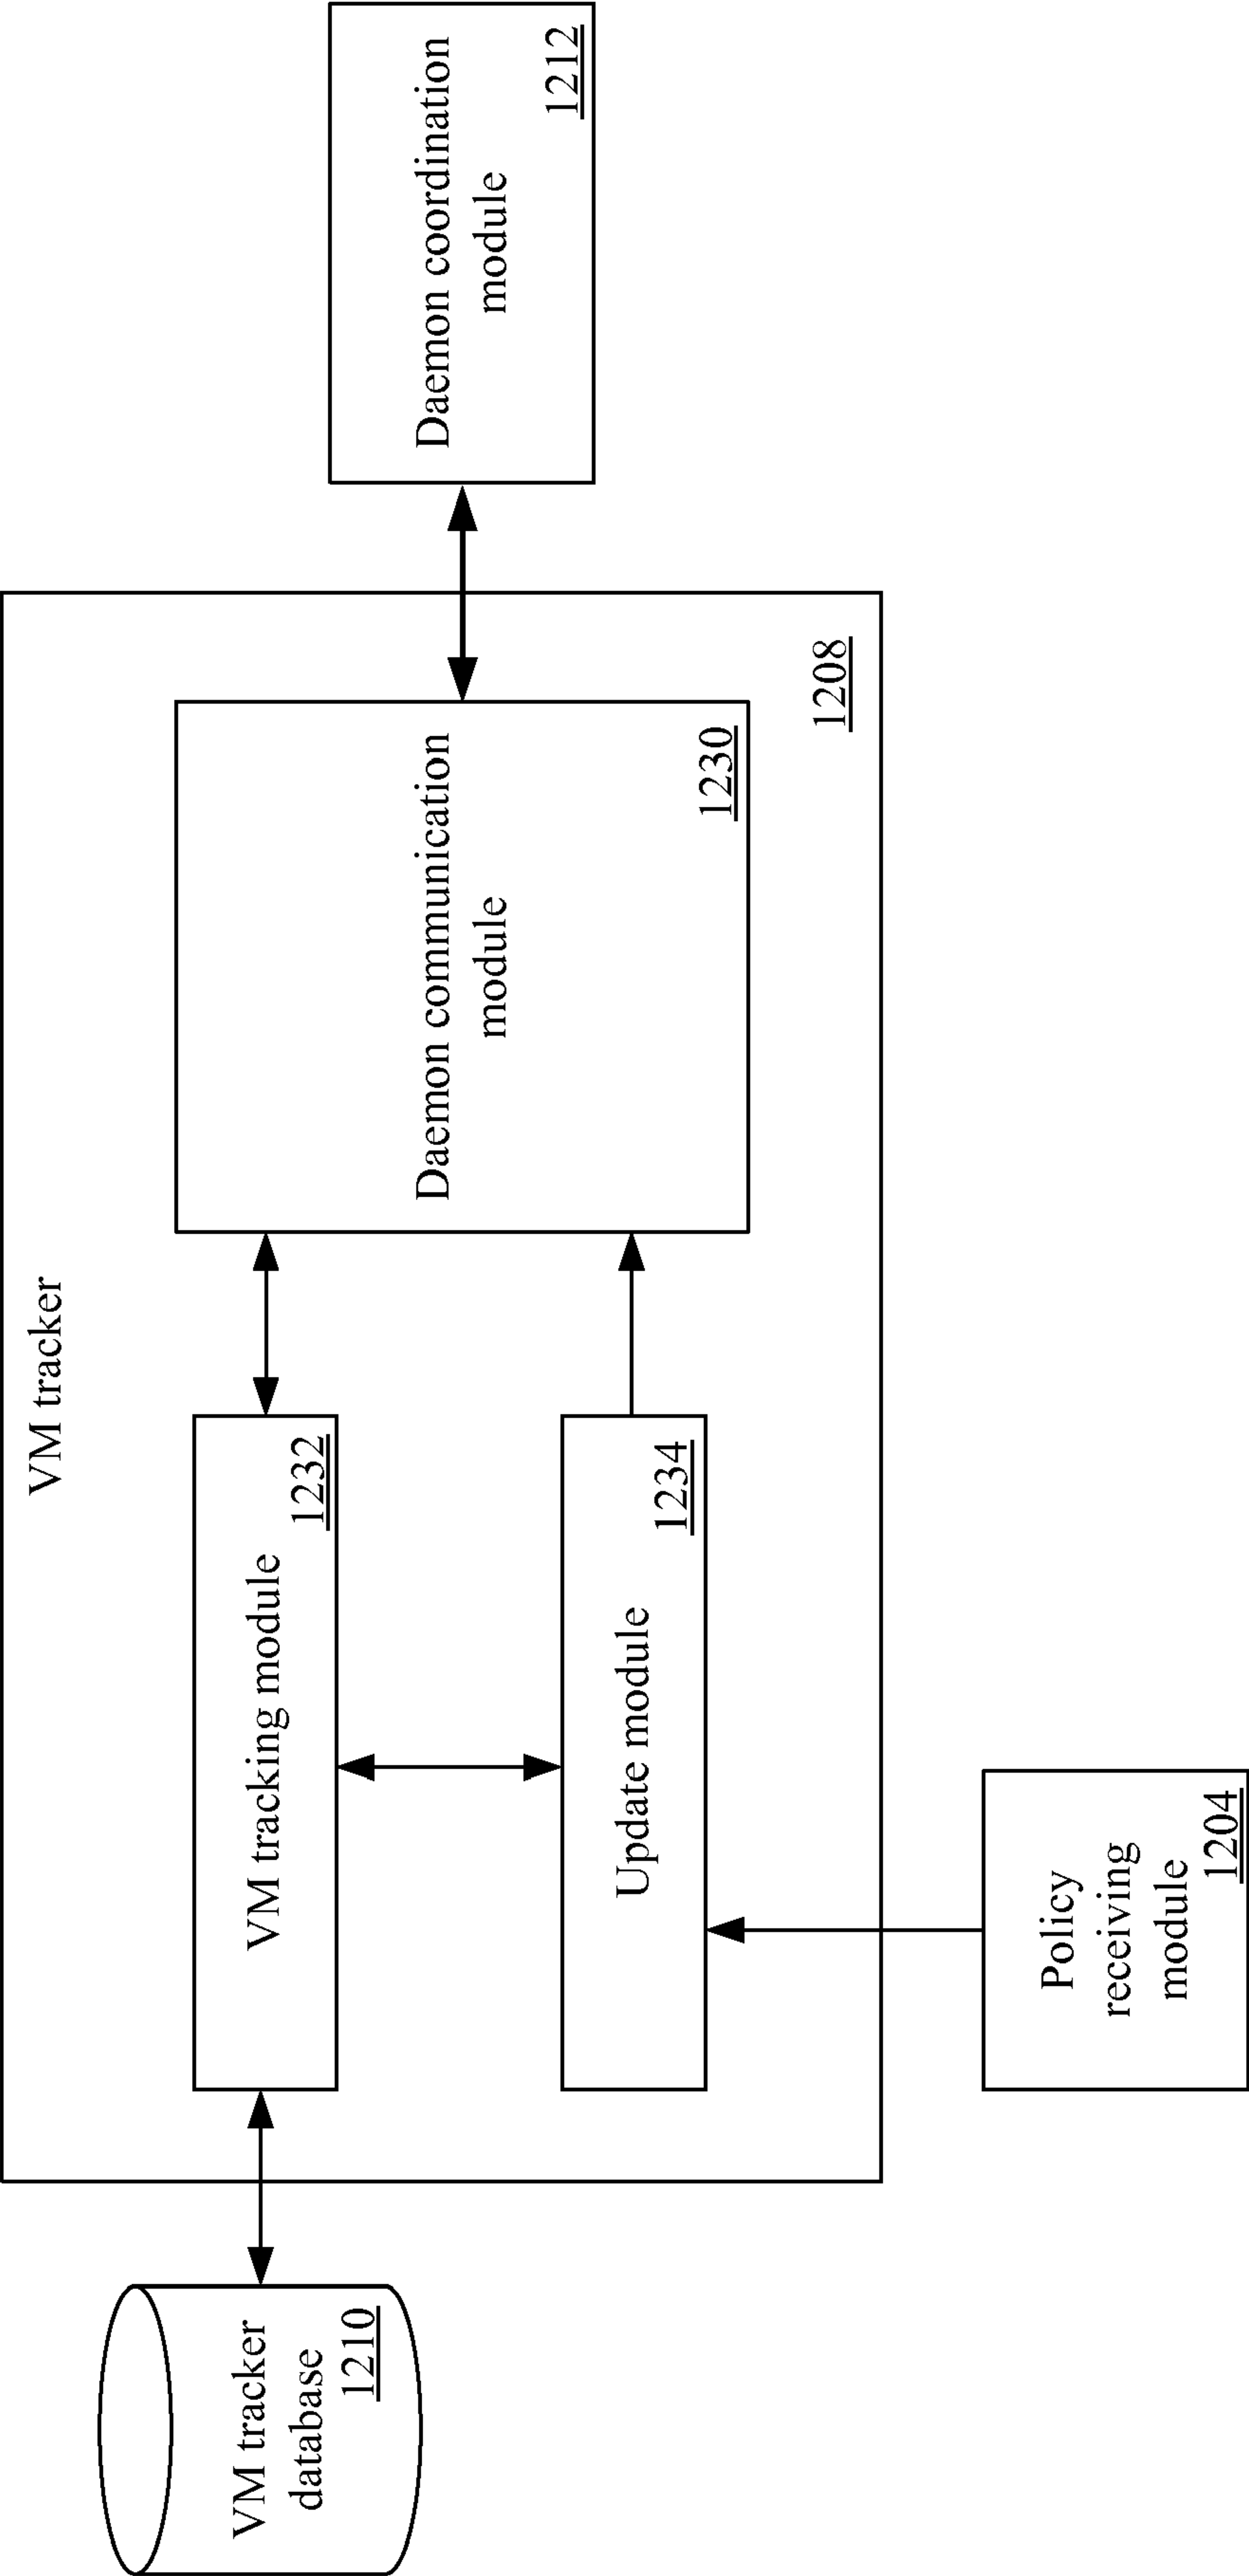 VM tracker
VM tracker
database
1210
VM tracking module
1232
Update module
1234
Daemon communication
module
1230
1208
Daemon coordination
module
1212
Policy
receiving
module
1204